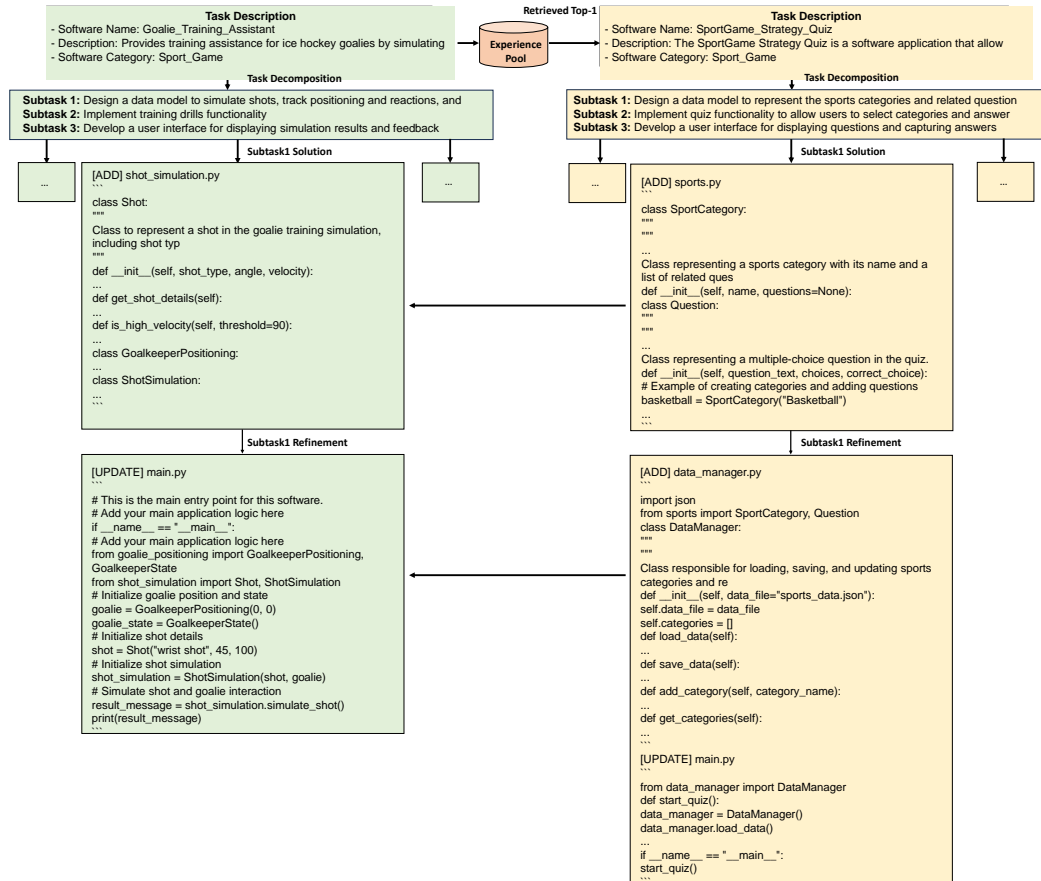 Task Description
- Software Name: Goalie_Training_Assistant
- Description: Provides training assistance for ice hockey goalies by simulating
- Software Category: Sport_Game
Retrieved Top-1
Experience
Pool
Task Description
- Software Name: SportGame_Strategy_Quiz
- Description: The SportGame Strategy Quiz is a software application that allow
- Software Category: Sport_Game
Task Decomposition
Subtask 1: Design a data model to simulate shots, track positioning and reactions, and
Subtask 2: Implement training drills functionality
Subtask 3: Develop a user interface for displaying simulation results and feedback
Task Decomposition
Subtask 1: Design a data model to represent the sports categories and related question
Subtask 2: Implement quiz functionality to allow users to select categories and answer
Subtask 3: Develop a user interface for displaying questions and capturing answers
Subtask1 Solution
...
[ADD] shot_simulation.py
```
class Shot:
"""
Class to represent a shot in the goalie training simulation,
including shot typ
"""
def __init__(self, shot_type, angle, velocity):
...
def get_shot_details(self):
...
def is_high_velocity(self, threshold=90):
...
class GoalkeeperPositioning:
...
class ShotSimulation:
...
```
...
Subtask1 Solution
...
[ADD] sports.py
```
class SportCategory:
"""
"""
...
Class representing a sports category with its name and a
list of related ques
def __init__(self, name, questions=None):
class Question:
"""
"""
...
Class representing a multiple-choice question in the quiz.
def __init__(self, question_text, choices, correct_choice):
# Example of creating categories and adding questions
basketball = SportCategory("Basketball")
...
```
...
Subtask1 Refinement
[UPDATE] main.py
```
# This is the main entry point for this software.
# Add your main application logic here
if __name__ == "__main__":
# Add your main application logic here
from goalie_positioning import GoalkeeperPositioning,
GoalkeeperState
from shot_simulation import Shot, ShotSimulation
# Initialize goalie position and state
goalie = GoalkeeperPositioning(0, 0)
goalie_state = GoalkeeperState()
# Initialize shot details
shot = Shot("wrist shot", 45, 100)
# Initialize shot simulation
shot_simulation = ShotSimulation(shot, goalie)
# Simulate shot and goalie interaction
result_message = shot_simulation.simulate_shot()
print(result_message)
```
Subtask1 Refinement
[ADD] data_manager.py
```
import json
from sports import SportCategory, Question
class DataManager:
"""
"""
Class responsible for loading, saving, and updating sports
categories and re
def __init__(self, data_file="sports_data.json"):
self.data_file = data_file
self.categories = []
def load_data(self):
...
def save_data(self):
...
def add_category(self, category_name):
...
def get_categories(self):
...
```
[UPDATE] main.py
```
from data_manager import DataManager
def start_quiz():
data_manager = DataManager()
data_manager.load_data()
...
if __name__ == "__main__":
start_quiz()
```